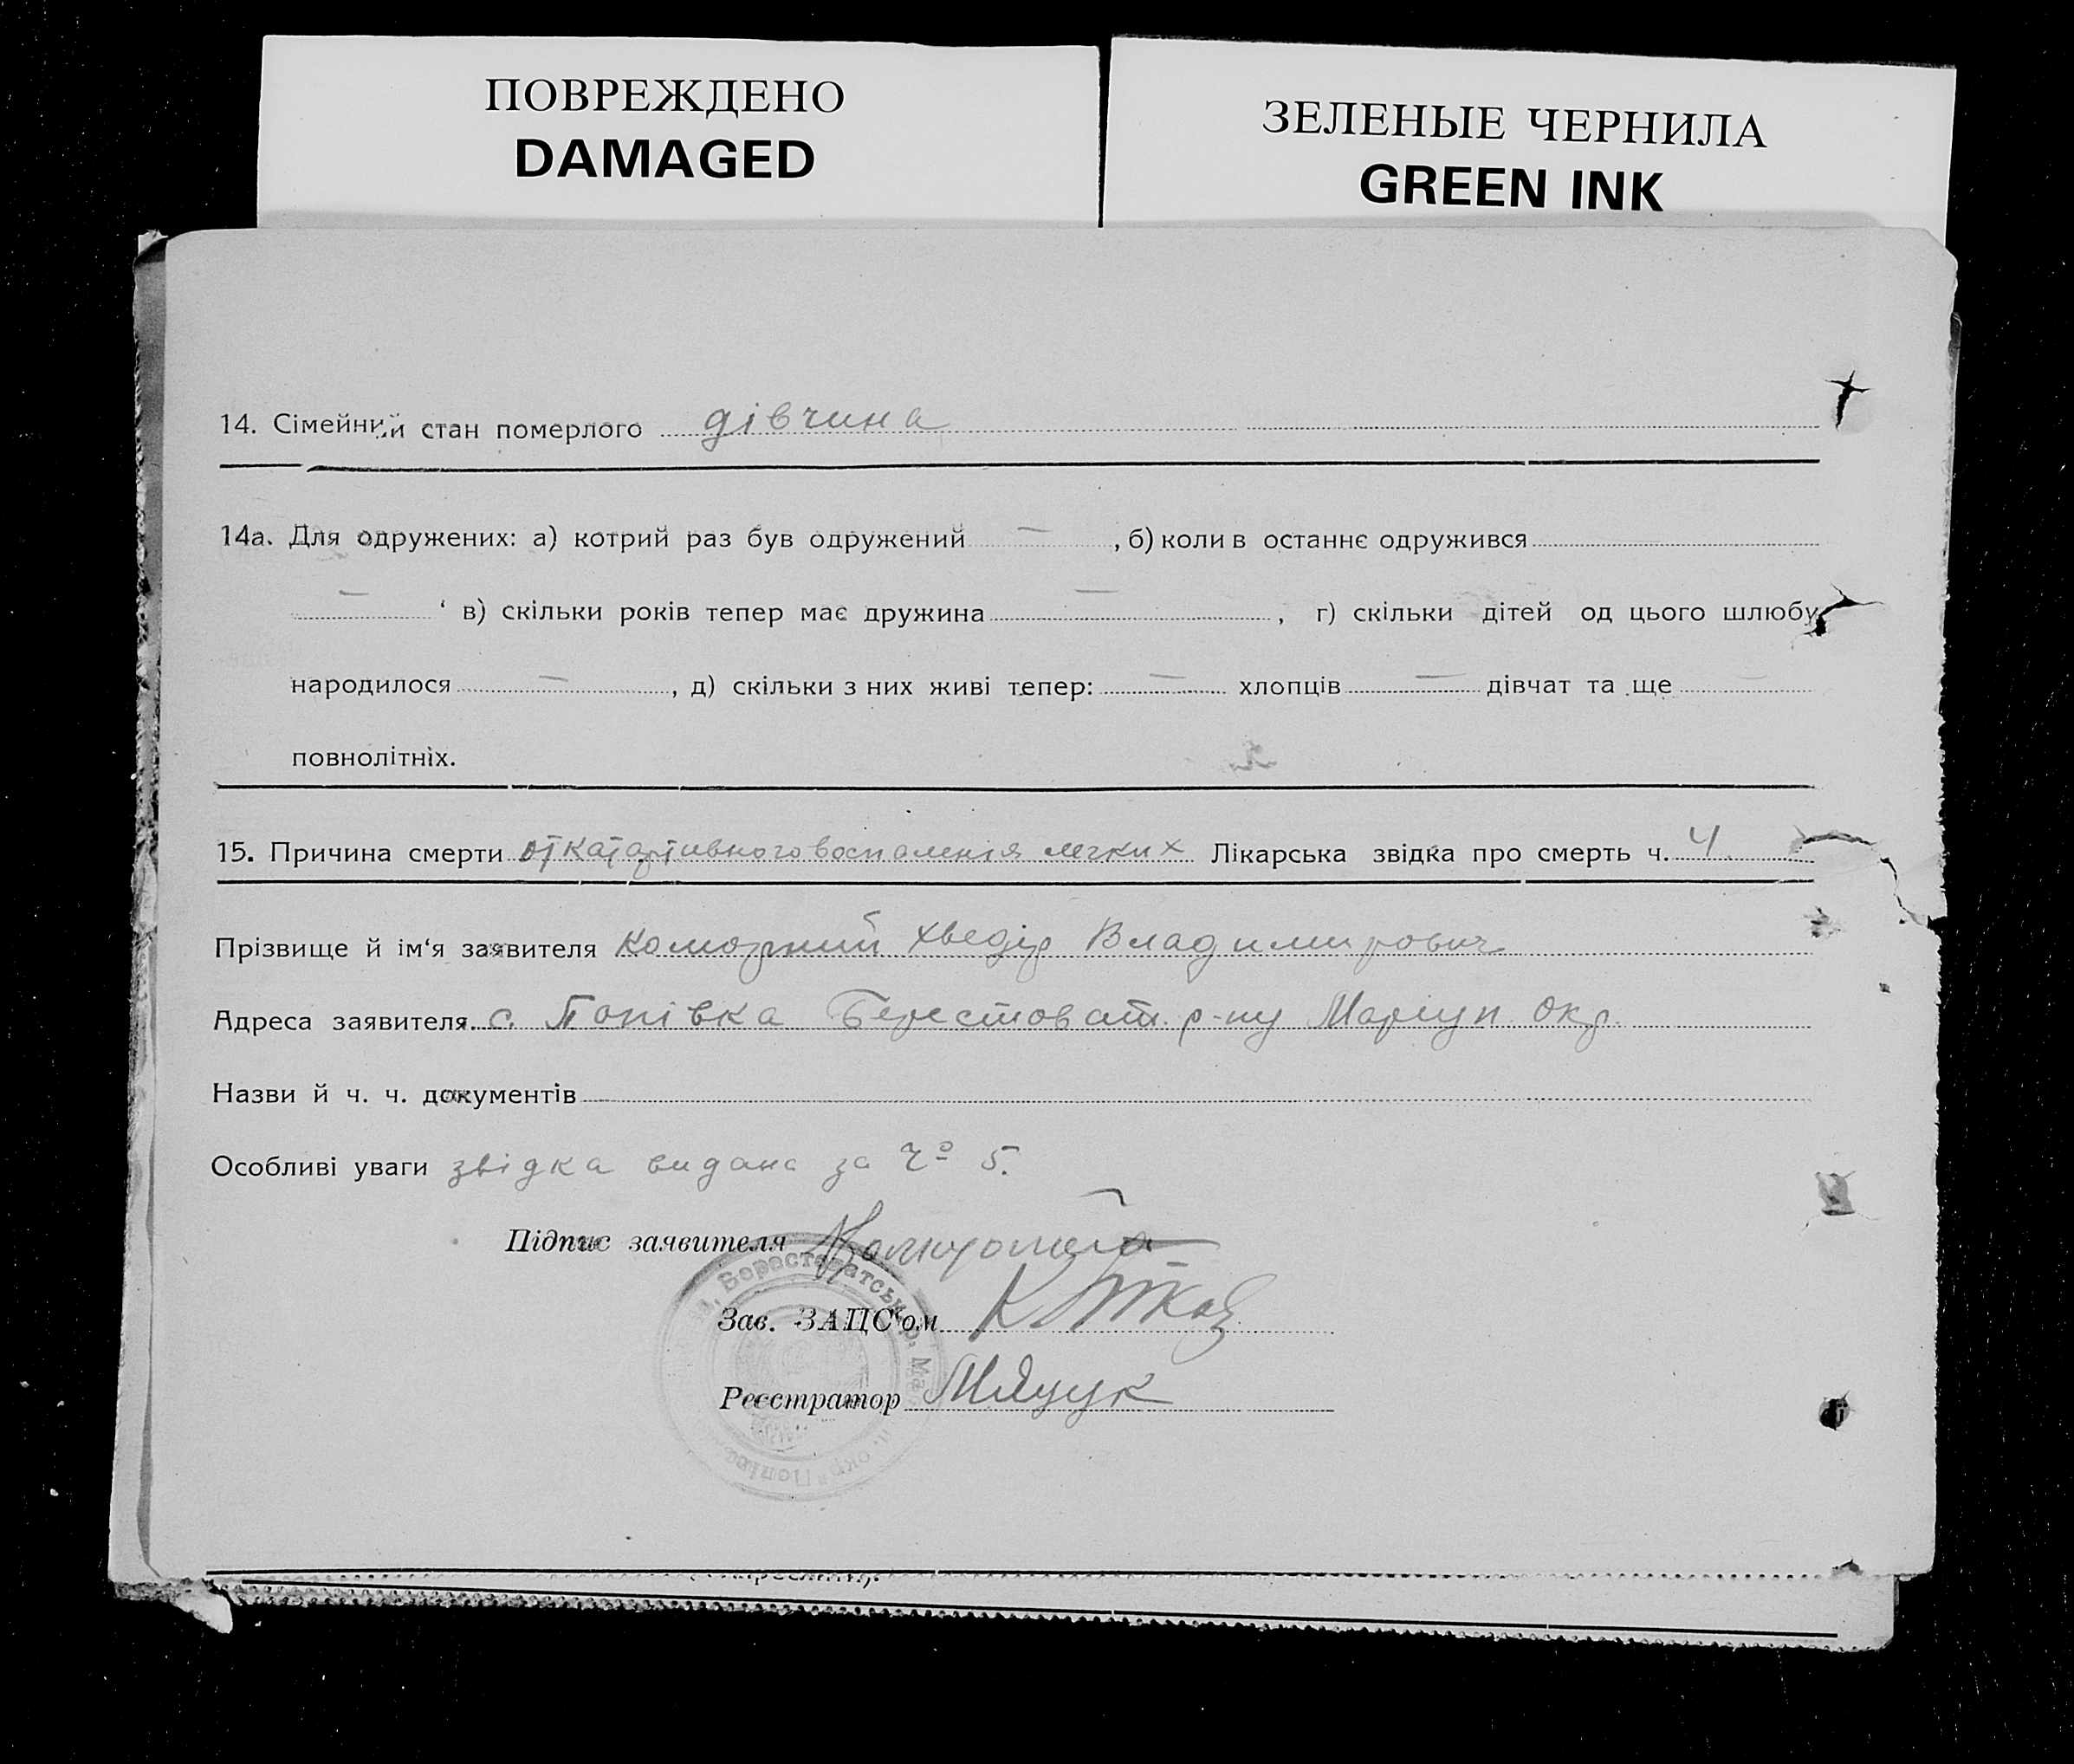 ПОВРЕЖДЕНО
DAMAGED
ЗЕЛЕНЫЕ ЧЕРНИЛА
GREEN INK
14. Сімейний стан померлого дівчина
14а. Для одружених: а) котрий раз був одружений — , б) коли в останнє одружився
— ‘ в) скільки років тепер має дружина — , г) скільки дітей од цього шлюбу
народилося — , д) скільки з них живі тепер: — хлопців — дівчат та ще —
повнолітніх.
15. Причина смерти от воспаления легких Лікарська звідка про смерть ч. 4
Прізвище й ім‘я заявителя Хведір Владимирович
Адреса заявителя с. Попівка Берестоват. р-ну Маріуп. Окр.
Назви й ч. ч. документів
Особливі уваги звідка видана за Чº 5.
Підпис заявителя
Зав. ЗАЦС‘ом
Реєстратор